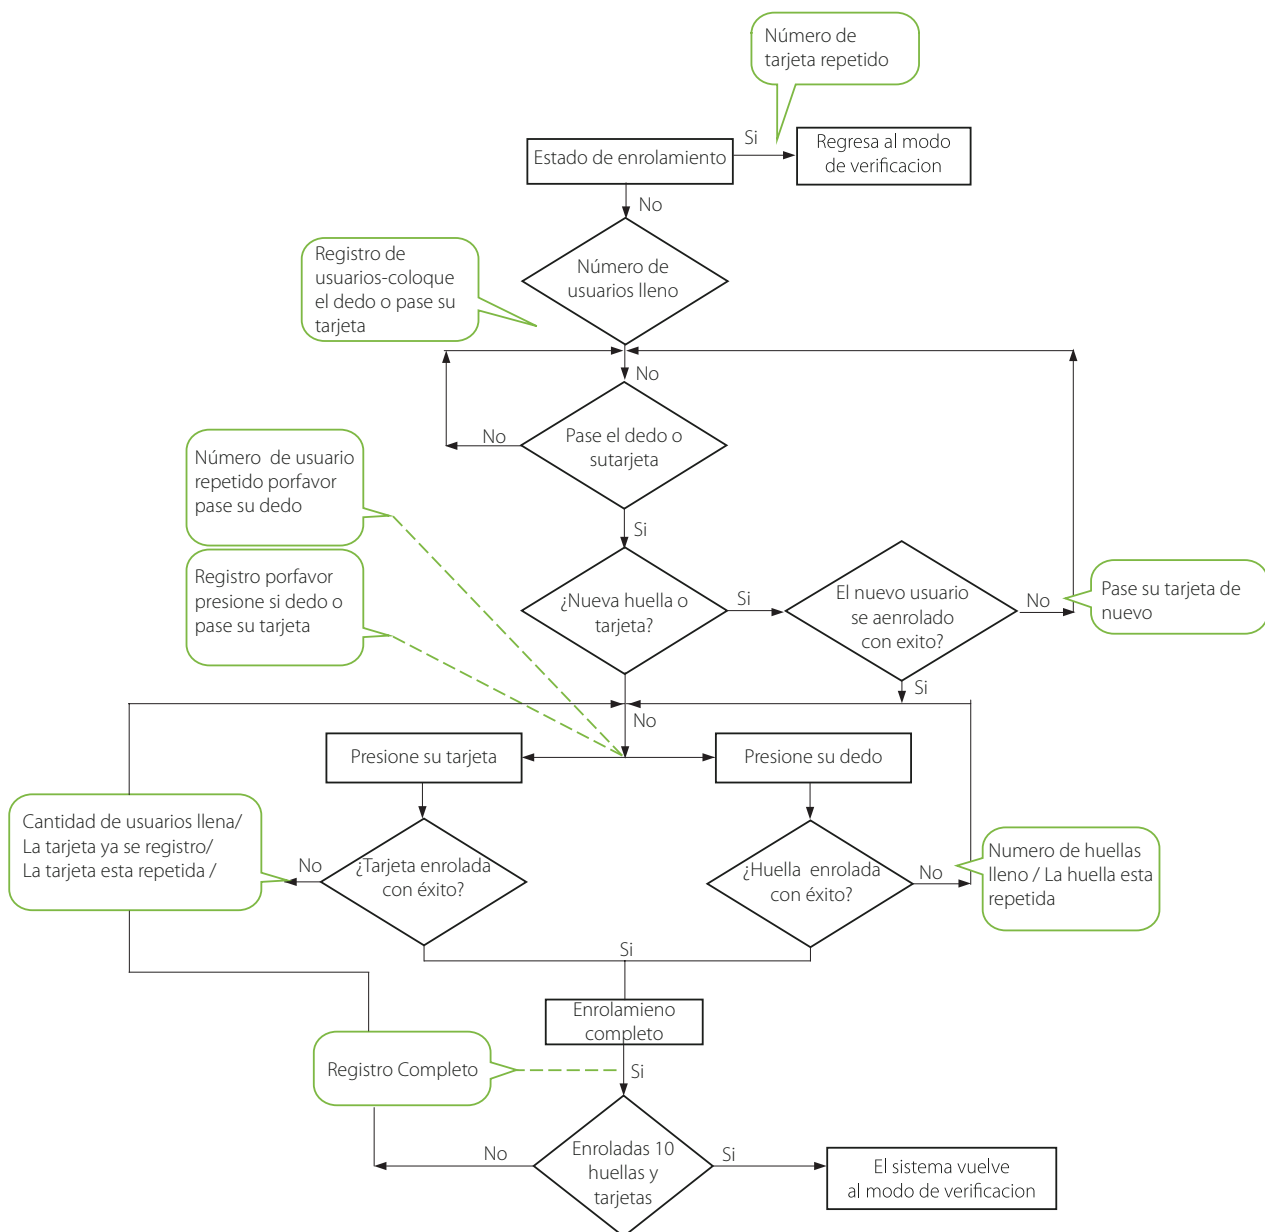 Número de
tarjeta repetido
Si
Estado de enrolamiento
Regresa al modo
de verificacion
No
Registro de
usuarios-coloque
el dedo o pase su
tarjeta
Número de
usuarios lleno
No
Pase el dedo o
sutarjeta
No
Número  de usuario
repetido porfavor
pase su dedo
Si
Registro porfavor
presione si dedo o
pase su tarjeta
¿Nueva huella o
tarjeta?
Si
El nuevo usuario
se aenrolado
con exito?
No
Pase su tarjeta de
nuevo
Si
No
Presione su tarjeta
Presione su dedo
Cantidad de usuarios llena/
La tarjeta ya se registro/
La tarjeta esta repetida /
No
¿Tarjeta enrolada
con éxito?
¿Huella  enrolada
con éxito?
No
Numero de huellas
lleno / La huella esta
repetida
Si
Enrolamieno
completo
Registro Completo
Si
No
Enroladas 10
huellas y
tarjetas
Si
El sistema vuelve
al modo de verificacion